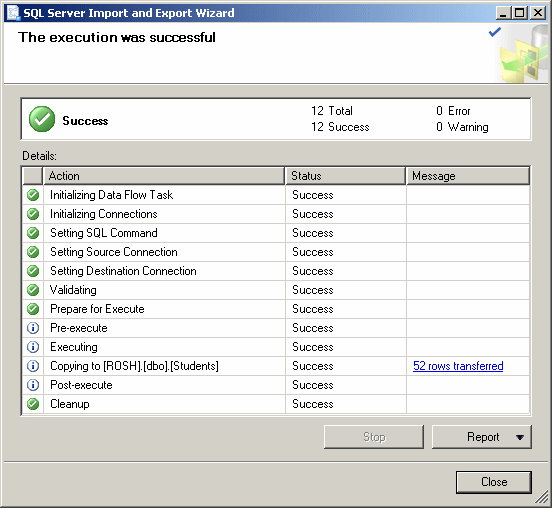 SQL Server Import and Export Wizard
The execution was successful
Success 12 Total 0 Error
12 Success 0 Warning
Details:
Action Status Message
Initializing Data Flow Task Success
Initializing Connections Success
Setting SQL Command Success
Setting Source Connection Success
Setting Destination Connection Success
Validating Success
Prepare for Execute Success
Pre-execute Success
Executing Success
Copying to [ROSH].[dbo].[Students] Success 52 rows transferred
Post-execute Success
Cleanup Success
Stop Report
Close